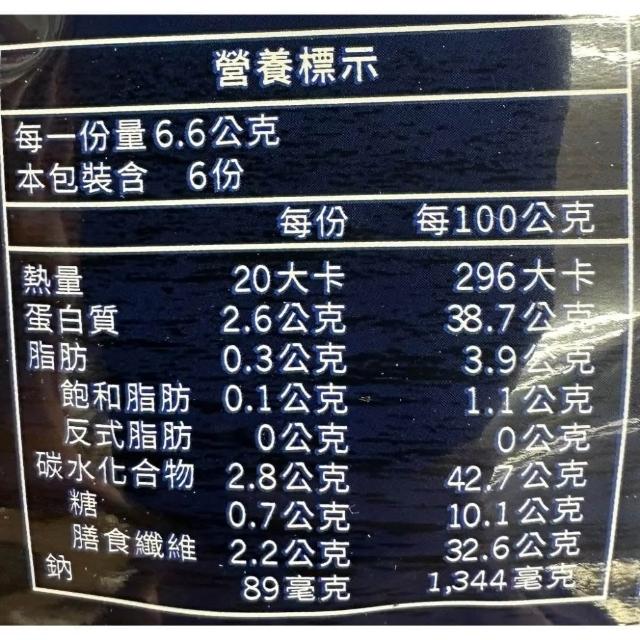 營養標示
每一份量6.6公克
本包裝含 6份
每份 每100公克
熱量 20大卡 296大卡
蛋白質 2.6公克 38.7公克
脂肪 0.3公克 3.9公克
飽和脂肪 0.1公克 1.1公克
反式脂肪 0公克 0公克
碳水化合物 2.8公克 42.7公克
糖 0.7公克 10.1公克
膳食纖維 2.2公克 32.6公克
鈉 89毫克 1,344毫克